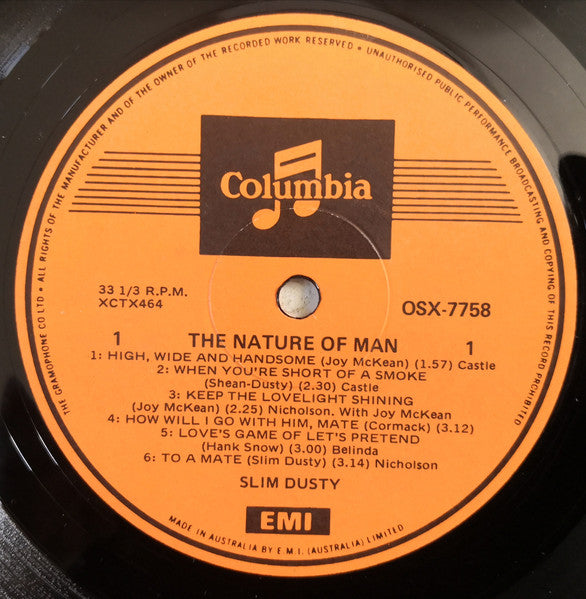 THE GRAMOPHONE CO LTD • ALL RIGHTS OF THE MANUFACTURER AND OF THE OWNER OF THE RECORDED WORK RESERVED • UNAUTHORISED PUBLIC PERFORMANCE BROADCASTING AND COPYING OF THIS RECORD PROHIBITED
Columbia
33 1/3 R.P.M.
XCTX464
OSX-7758
1 THE NATURE OF MAN 1
1: HIGH, WIDE AND HANDSOME (Joy McKean) (1.57) Castle
2: WHEN YOU'RE SHORT OF A SMOKE
(Shean-Dusty) (2.30) Castle
3: KEEP THE LOVELIGHT SHINING
(Joy McKean) (2.25) Nicholson. With Joy McKean
4: HOW WILL I GO WITH HIM, MATE (Cormack) (3.12)
5: LOVE'S GAME OF LET'S PRETEND
(Hank Snow) (3.00) Belinda
6: TO A MATE (Slim Dusty) (3.14) Nicholson
SLIM DUSTY
EMI
MADE IN AUSTRALIA BY E.M.I. (AUSTRALIA) LIMITED